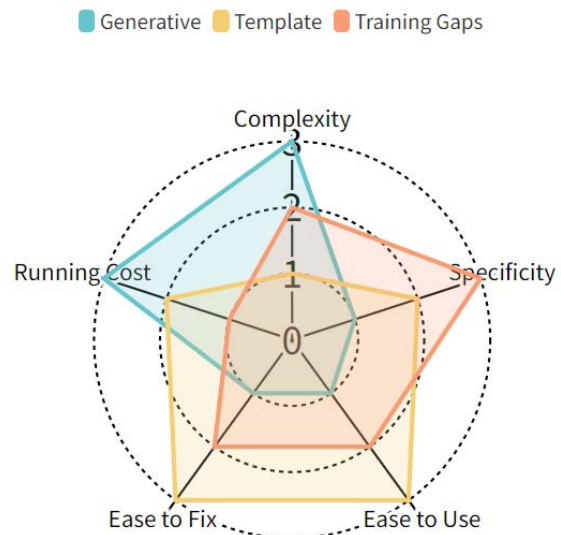 Generative Template Training Gaps
Complexity
3
2
Running Cost
1
Specificity
0
Ease to Fix
Ease to Use